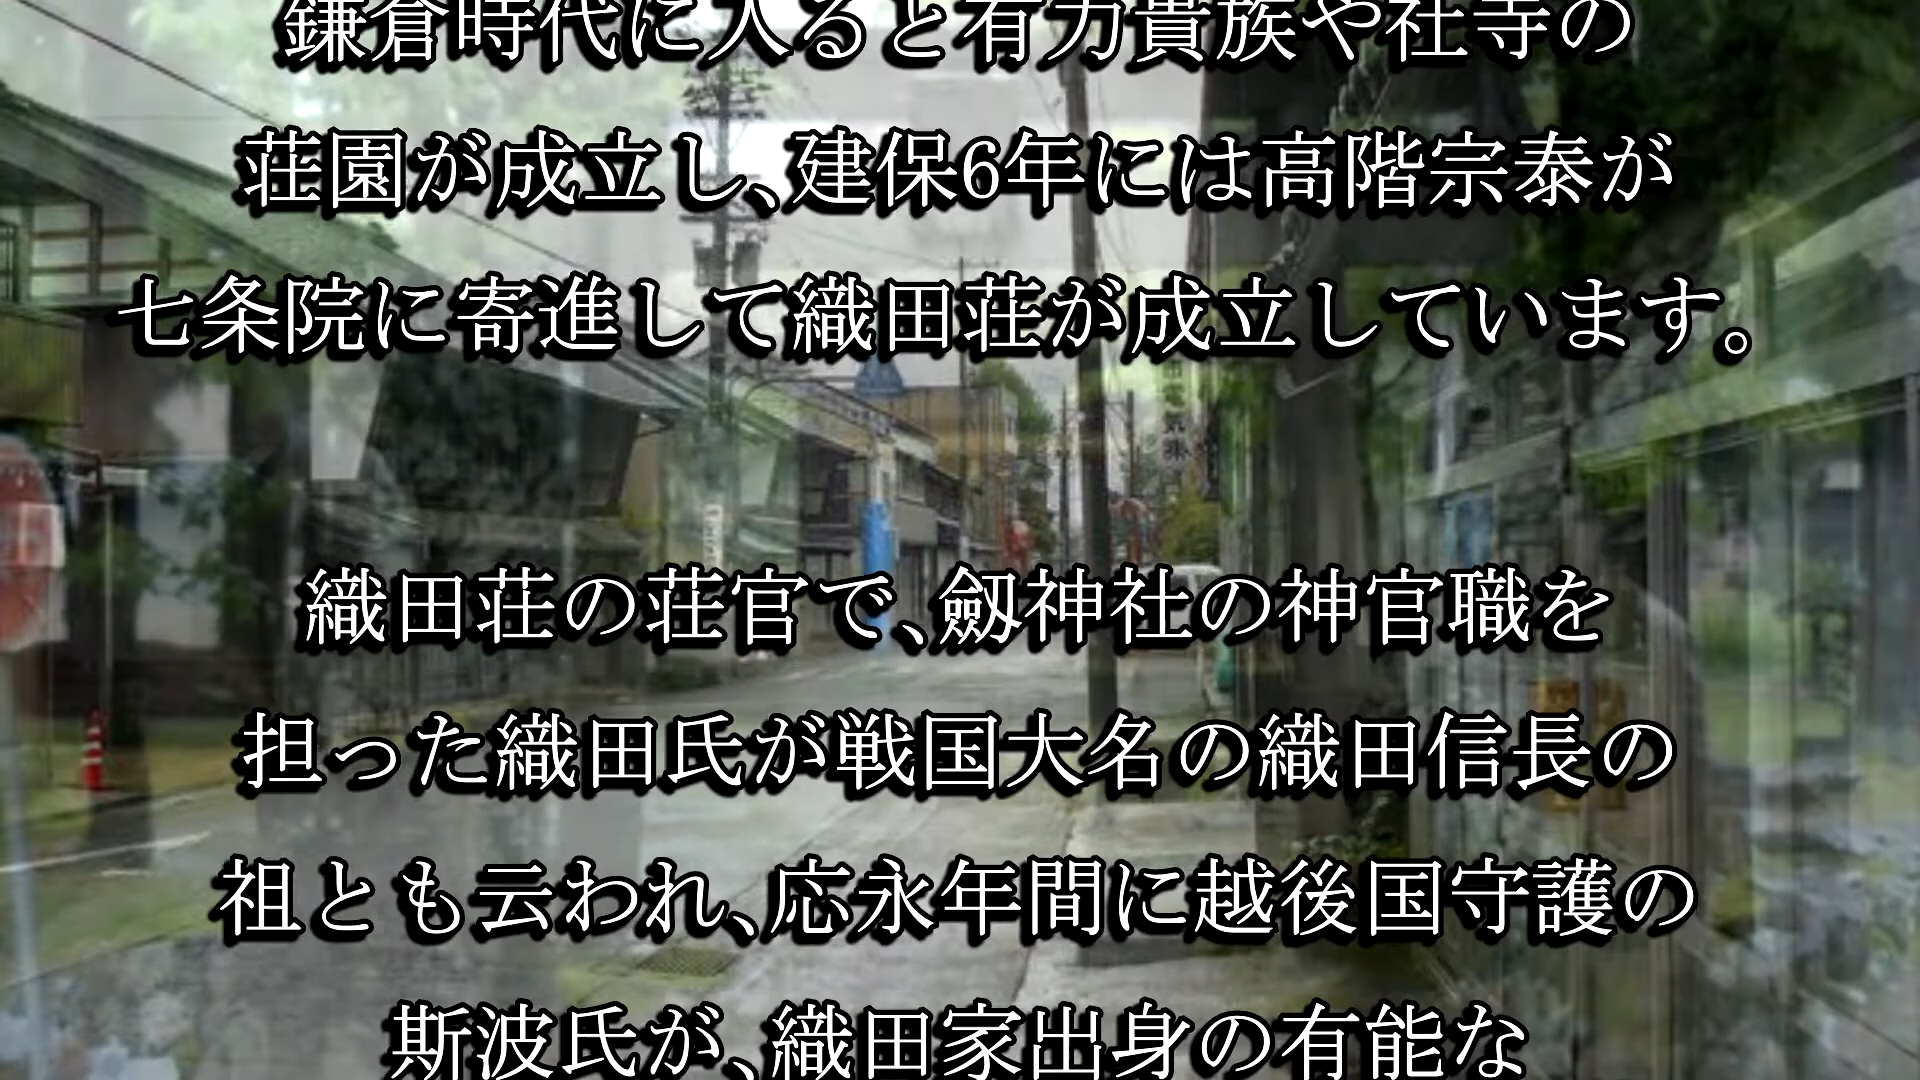 鎌倉時代に入ると有力貴族や社寺の
荘園が成立し、建保6年には高階宗泰が
七条院に寄進して織田荘が成立しています。
織田荘の荘官で、劔神社の神官職を
担った織田氏が戦国大名の織田信長の
祖とも云われ、応永年間に越後国守護の
斯波氏が、織田家出身の有能な